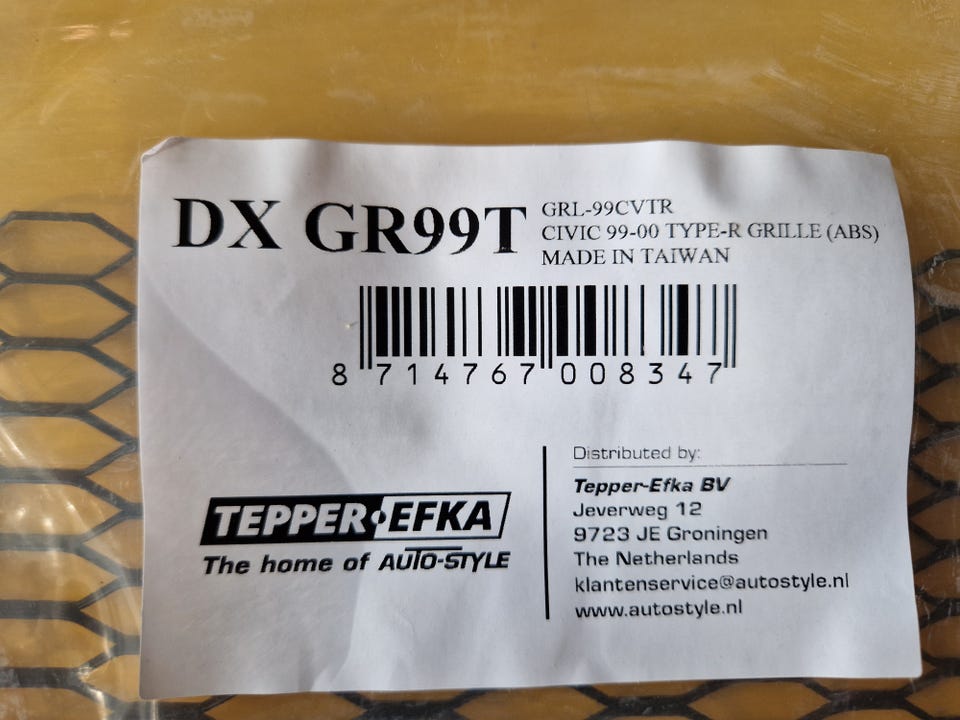 DX GR99T
GRL-99CVTR
CIVIC 99-00 TYPE-R GRILLE (ABS)
MADE IN TAIWAN
8 714767 008347
TEPPER·EFKA
The home of AUTO-STYLE
Distributed by:
Tepper-Efka BV
Jeverweg 12
9723 JE Groningen
The Netherlands
klantenservice@autostyle.nl
www.autostyle.nl